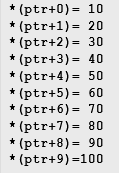 *(ptr+0)= 10
*(ptr+1)= 20
*(ptr+2)= 30
*(ptr+3)= 40
*(ptr+4)= 50
*(ptr+5)= 60
*(ptr+6)= 70
*(ptr+7)= 80
*(ptr+8)= 90
*(ptr+9)=100